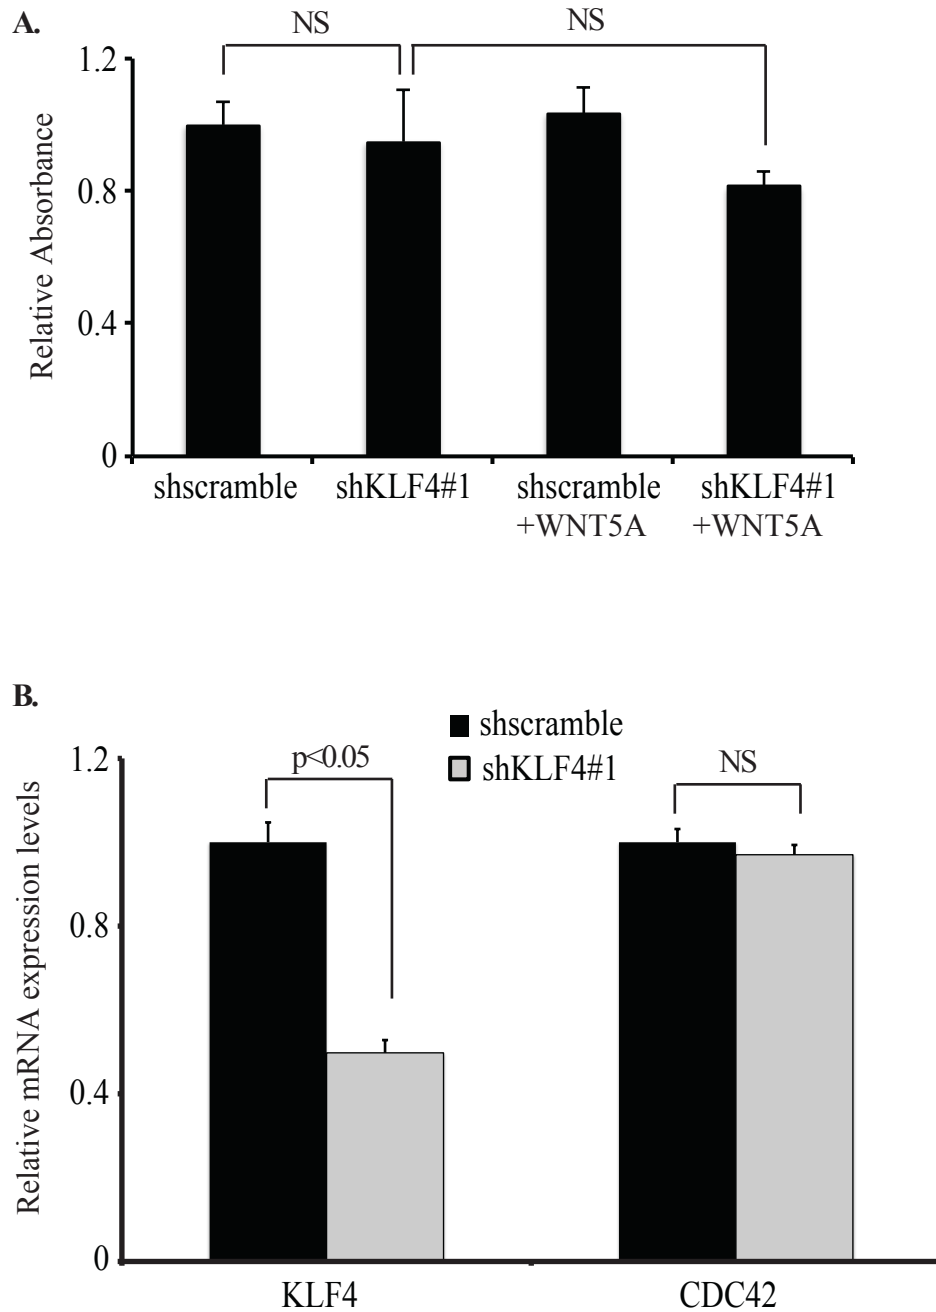 A.
NS
NS
Relative Absorbance
1.2
0.8
0.4
0
shscramble
shKLF4#1
shscramble
+WNT5A
shKLF4#1
+WNT5A
B.
shscramble
shKLF4#1
p<0.05
NS
Relative mRNA expression levels
1.2
0.8
0.4
0
KLF4
CDC42